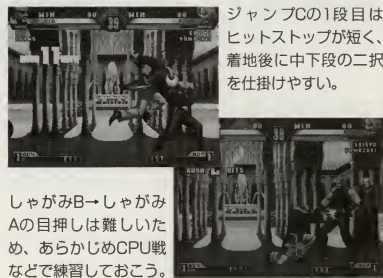 ジャンプCの1段目は
ヒットストップが短く、
着地後に中下段の二択
を仕掛けやすい。
しゃがみB→しゃがみ
Aの目押しは難しいた
め、あらかじめCPU戦
などで練習しておこう。